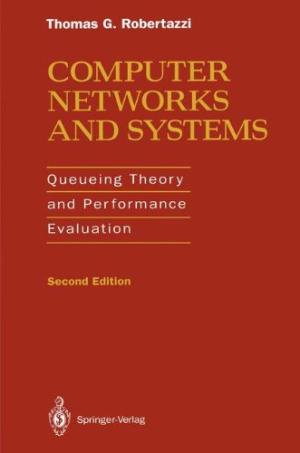 Thomas G. Robertazzi
COMPUTER
NETWORKS
AND SYSTEMS
Queueing Theory
and Performance
Evaluation
Second Edition
Springer-Verlag